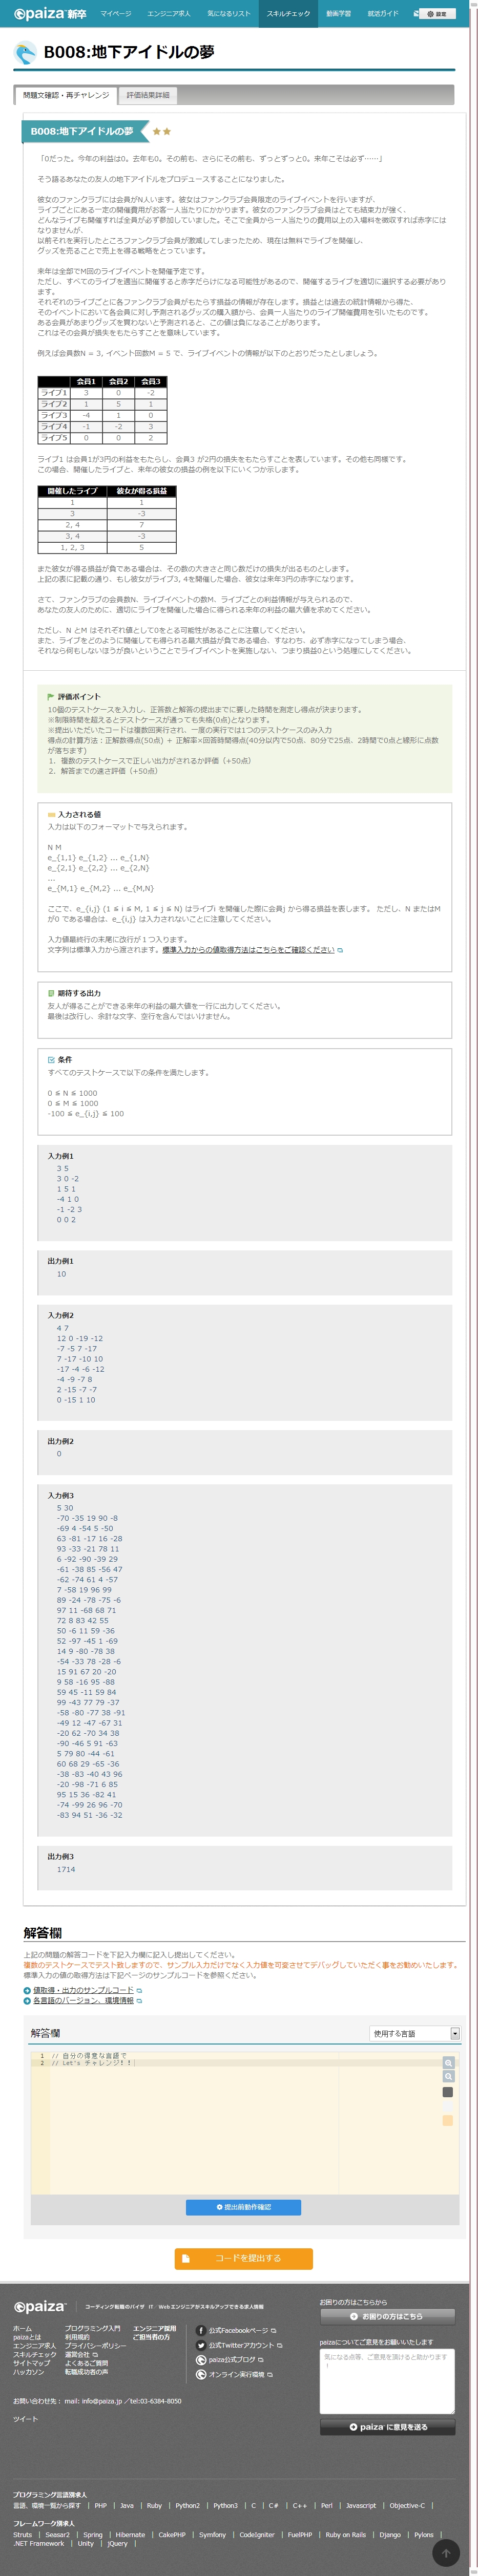 paiza 新卒 マイページ エンジニア求人 気になるリスト スキルチェック 動画学習 就活ガイド 設定
B008:地下アイドルの夢
問題文確認・再チャレンジ 評価結果詳細
B008:地下アイドルの夢 ★★
「0だった。今年の利益は0。去年も0。その前も、さらにその前も、ずっとずっと0。来年こそは必ず……」
そう語るあなたの友人の地下アイドルをプロデュースすることになりました。
彼女のファンクラブには会員がN人います。彼女はファンクラブ会員限定のライブイベントを行いますが、
ライブごとにある一定の開催費用がお客一人当たりにかかります。彼女のファンクラブ会員はとても結束力が強く、
どんなライブも開催すれば全員が必ず参加していました。そこで全員から一人当たりの費用以上の入場料を徴収すれば赤字には
なりませんが、
以前それを実行したところファンクラブ会員が激減してしまったため、現在は無料でライブを開催し、
グッズを売ることで売上を得る戦略をとっています。
来年は全部でM回のライブイベントを開催予定です。
ただし、すべてのライブを適当に開催すると赤字だらけになる可能性があるので、開催するライブを適切に選択する必要があり
ます。
それぞれのライブごとに各ファンクラブ会員がもたらす損益の情報が存在します。損益とは過去の統計情報から得た、
そのイベントにおいて各会員に対し予測されるグッズの購入額から、会員一人当たりのライブ開催費用を引いたものです。
ある会員があまりグッズを買わないと予測されると、この値は負になることがあります。
これはその会員が損失をもたらすことを意味しています。
例えば会員数N = 3, イベント回数M = 5 で、ライブイベントの情報が以下のとおりだったとしましょう。
会員1 会員2 会員3
ライブ1 3 0 -2
ライブ2 1 5 1
ライブ3 -4 1 0
ライブ4 -1 -2 3
ライブ5 0 0 2
ライブ1 は会員1が3円の利益をもたらし、会員3 が2円の損失をもたらすことを表しています。その他も同様です。
この場合、開催したライブと、来年の彼女の損益の例を以下にいくつか示します。
開催したライブ 彼女が得る損益
1 1
3 -3
2, 4 7
3, 4 -3
1, 2, 3 5
また彼女が得る損益が負である場合は、その数の大きさと同じ数だけの損失が出るものとします。
上記の表に記載の通り、もし彼女がライブ3, 4を開催した場合、彼女は来年3円の赤字になります。
さて、ファンクラブの会員数N、ライブイベントの数M、ライブごとの利益情報が与えられるので、
あなたの友人のために、適切にライブを開催した場合に得られる来年の利益の最大値を求めてください。
ただし、N とM はそれぞれ値として0をとる可能性があることに注意してください。
また、ライブをどのように開催しても得られる最大損益が負である場合、すなわち、必ず赤字になってしまう場合、
それなら何もしないほうが良いということでライブイベントを実施しない、つまり損益0という処理にしてください。
評価ポイント
10個のテストケースを入力し、正答数と解答の提出までに要した時間を測定し得点が決まります。
※制限時間を超えるとテストケースが通っても失格(0点)となります。
※提出いただいたコードは複数回実行され、一度の実行では1つのテストケースのみ入力
得点の計算方法：正解数得点(50点) + 正解率×回答時間得点(40分以内で50点、80分で25点、2時間で0点と線形に点数
が落ちます)
1．複数のテストケースで正しい出力がされるか評価（+50点）
2．解答までの速さ評価（+50点）
入力される値
入力は以下のフォーマットで与えられます。
N M
e_{1,1} e_{1,2} ... e_{1,N}
e_{2,1} e_{2,2} ... e_{2,N}
...
e_{M,1} e_{M,2} ... e_{M,N}
ここで、e_{i,j} (1 ≦ i ≦ M, 1 ≦ j ≦ N) はライブi を開催した際に会員j から得る損益を表します。 ただし、N またはM
が0 である場合は、e_{i,j} は入力されないことに注意してください。
入力値最終行の末尾に改行が１つ入ります。
文字列は標準入力から渡されます。標準入力からの値取得方法はこちらをご確認ください
期待する出力
友人が得ることができる来年の利益の最大値を一行に出力してください。
最後は改行し、余計な文字、空行を含んではいけません。
条件
すべてのテストケースで以下の条件を満たします。
0 ≦ N ≦ 1000
0 ≦ M ≦ 1000
-100 ≦ e_{i,j} ≦ 100
入力例1
3 5
3 0 -2
1 5 1
-4 1 0
-1 -2 3
0 0 2
出力例1
10
入力例2
4 7
12 0 -19 -12
-7 -5 7 -17
7 -17 -10 10
-17 -4 -6 -12
-4 -9 -7 8
2 -15 -7 -7
0 -15 1 10
出力例2
0
入力例3
5 30
-70 -35 19 90 -8
-69 4 -54 5 -50
63 -81 -17 16 -28
93 -33 -21 78 11
6 -92 -90 -39 29
-61 -38 85 -56 47
-62 -74 61 4 -57
7 -58 19 96 99
89 -24 -78 -75 -6
97 11 -68 68 71
72 8 83 42 55
50 -6 11 59 -36
52 -97 -45 1 -69
14 9 -80 -78 38
-54 -33 78 -28 -6
15 91 67 20 -20
9 58 -16 95 -88
59 45 -11 59 84
99 -43 77 79 -37
-58 -80 -77 38 -91
-49 12 -47 -67 31
-20 62 -70 34 38
-90 -46 5 91 -63
5 79 80 -44 -61
60 68 29 -65 -36
-38 -83 -40 43 96
-20 -98 -71 6 85
95 15 36 -82 41
-74 -99 26 96 -70
-83 94 51 -36 -32
出力例3
1714
解答欄
上記の問題の解答コードを下記入力欄に記入し提出してください。
複数のテストケースでテスト致しますので、サンプル入力だけでなく入力値を可変させてデバッグしていただく事をお勧めいたします。
標準入力の値の取得方法は下記ページのサンプルコードを参照ください。
値取得・出力のサンプルコード
各言語のバージョン、環境情報
解答欄 使用する言語
1 // 自分の得意な言語で
2 // Let's チャレンジ！！
提出前動作確認
コードを提出する
paiza コーディング転職のパイザ IT／Webエンジニアがスキルアップできる求人情報
ホーム プログラミング入門 エンジニア採用
paizaとは 利用規約 ご担当者の方
エンジニア求人 プライバシーポリシー
スキルチェック 運営会社
サイトマップ よくあるご質問
ハッカソン 転職成功者の声
公式Facebookページ
公式Twitterアカウント
paiza公式ブログ
オンライン実行環境
お困りの方はこちらから
お困りの方はこちら
paizaについてご意見をお願いいたします
気になる点等、ご意見を頂けると助かります
！
paizaに意見を送る
お問い合わせ先： mail: info@paiza.jp ／tel:03-6384-8050
ツイート
プログラミング言語別求人
言語、環境一覧から探す | PHP | Java | Ruby | Python2 | Python3 | C | C# | C++ | Perl | Javascript | Objective-C |
フレームワーク別求人
Struts | Seasar2 | Spring | Hibernate | CakePHP | Symfony | CodeIgniter | FuelPHP | Ruby on Rails | Django | Pylons |
.NET Framework | Unity | jQuery |